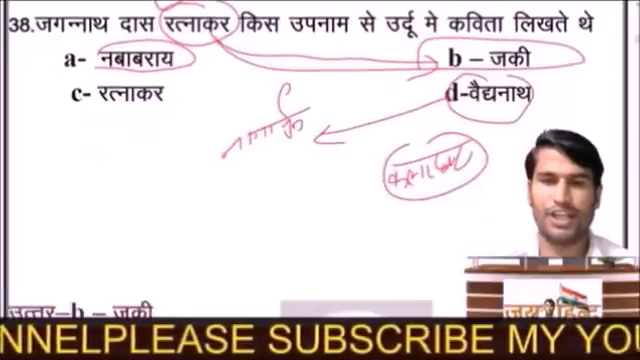 38.जगन्नाथ दास रत्नाकर किस उपनाम से उर्दू मे कविता लिखते थे
a- नबाबराय b – जकी
c- रत्नाकर d-वैद्यनाथ
उत्तर–b – जकी
NNELPLEASE SUBSCRIBE MY YOU